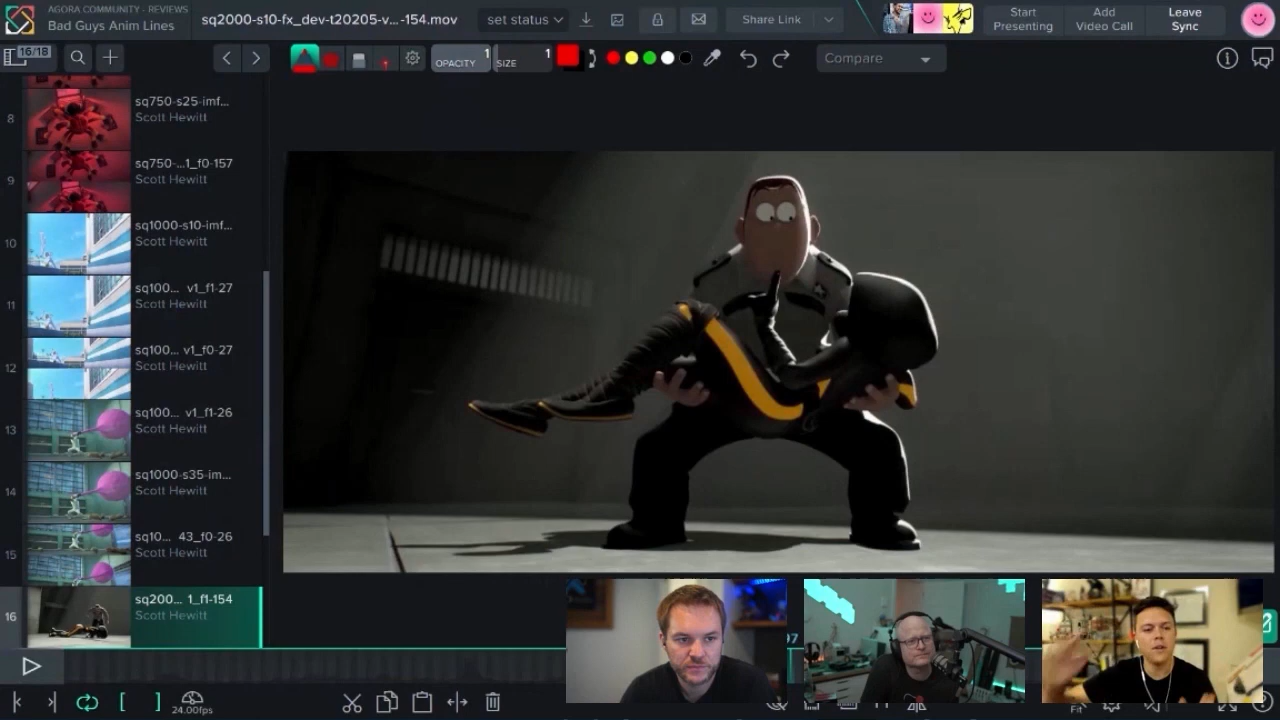 AGORA COMMUNITY - REVIEWS
Bad Guys Anim Lines
sq2000-s10-fx_dev-t20205-v...-154.mov
set status
Share Link
Start
Presenting
Add
Video Call
Leave
Sync
16/18
OPACITY 1
SIZE 1
Compare
8
sq750-s25-imf...
Scott Hewitt
9
sq750-...1_f0-157
Scott Hewitt
10
sq1000-s10-imf...
Scott Hewitt
11
sq100... v1_f1-27
Scott Hewitt
12
sq100... v1_f0-27
Scott Hewitt
13
sq100... v1_f1-26
Scott Hewitt
14
sq1000-s35-im...
Scott Hewitt
15
sq10... 43_f0-26
Scott Hewitt
16
sq200... 1_f1-154
Scott Hewitt
24.00fps
Fit